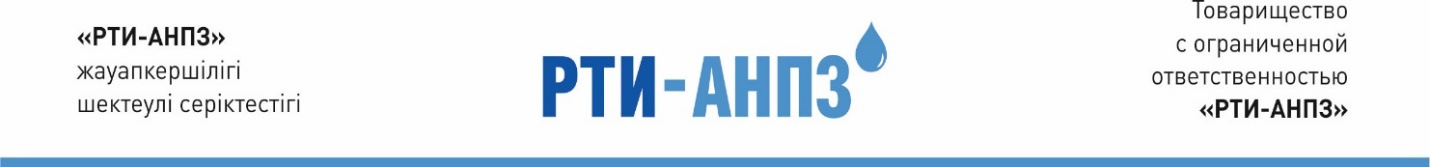 «РТИ-АНПЗ»
жауапкершілігі
шектеулі серіктестігі
РТИ-АНПЗ
Товарищество
с ограниченной
ответственностью
«РТИ-АНПЗ»